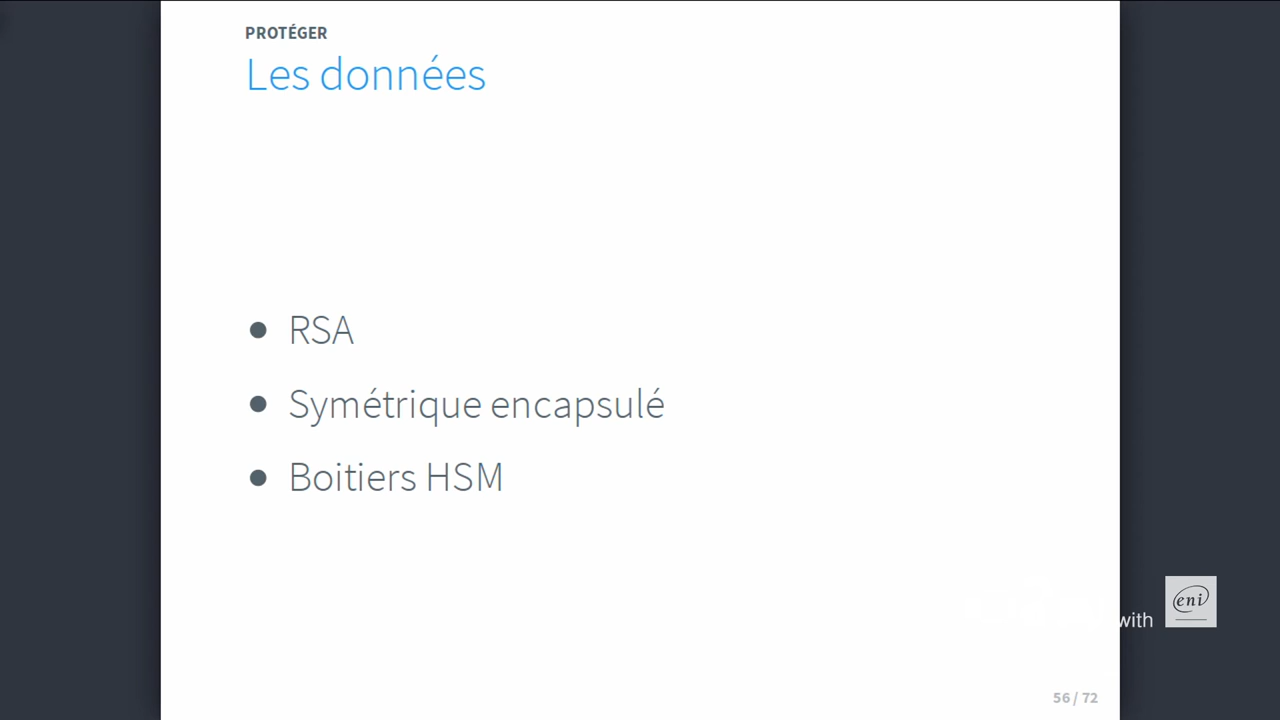 PROTÉGER
Les données
RSA
Symétrique encapsulé
Boitiers HSM
with
eni
56 / 72